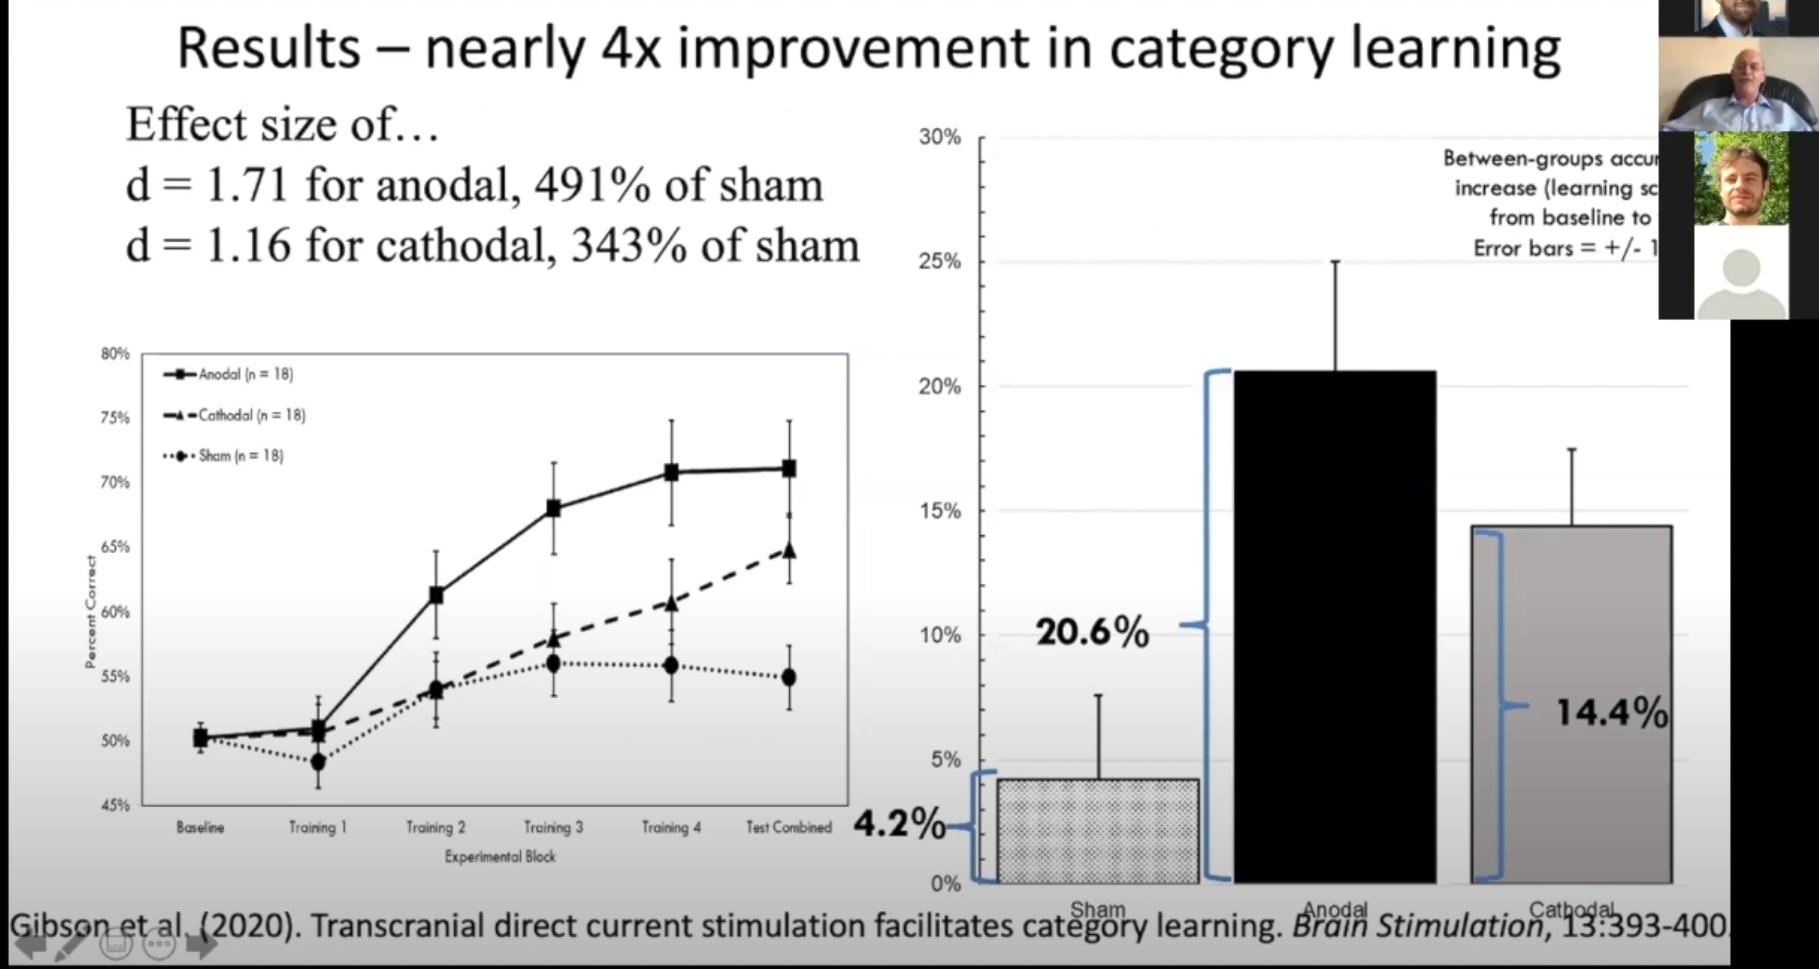 Results – nearly 4x improvement in category learning
Effect size of…
d = 1.71 for anodal, 491% of sham
d = 1.16 for cathodal, 343% of sham
80%
75%
70%
65%
60%
55%
50%
45%
Percent Correct
Anodal (n = 18)
Cathodal (n = 18)
Sham (n = 18)
Baseline
Training 1
Training 2
Training 3
Training 4
Test Combined
Experimental Block
30%
25%
20%
15%
10%
5%
0%
Between-groups accur
increase (learning sc
from baseline to
Error bars = +/- 1
4.2%
20.6%
14.4%
Sham
Anodal
Cathodal
Gibson et al. (2020). Transcranial direct current stimulation facilitates category learning. Brain Stimulation, 13:393-400.